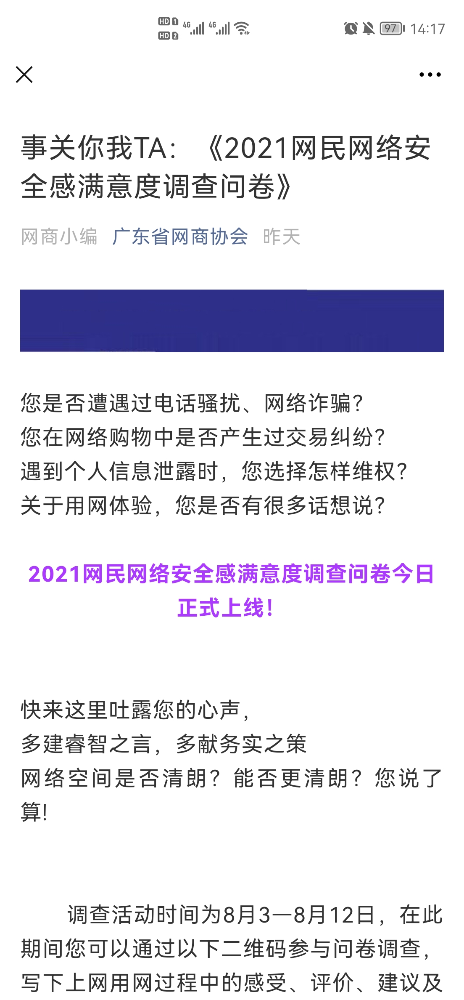 HD 1 4G 4G
HD 2
97 14:17
事关你我TA：《2021网民网络安
全感满意度调查问卷》
网商小编 广东省网商协会 昨天
您是否遭遇过电话骚扰、网络诈骗？
您在网络购物中是否产生过交易纠纷？
遇到个人信息泄露时，您选择怎样维权？
关于用网体验，您是否有很多话想说？
2021网民网络安全感满意度调查问卷今日
正式上线！
快来这里吐露您的心声，
多建睿智之言，多献务实之策
网络空间是否清朗？能否更清朗？您说了
算!
调查活动时间为8月3—8月12日，在此
期间您可以通过以下二维码参与问卷调查，
写下上网用网过程中的感受、评价、建议及